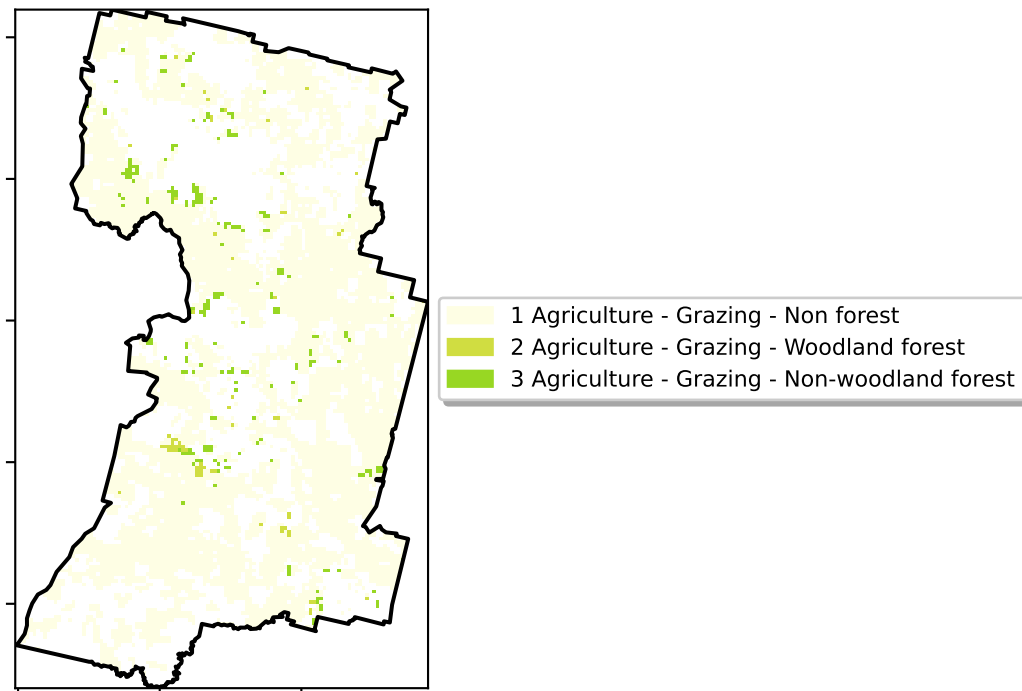 1 Agriculture - Grazing - Non forest
2 Agriculture - Grazing - Woodland forest
3 Agriculture - Grazing - Non-woodland forest